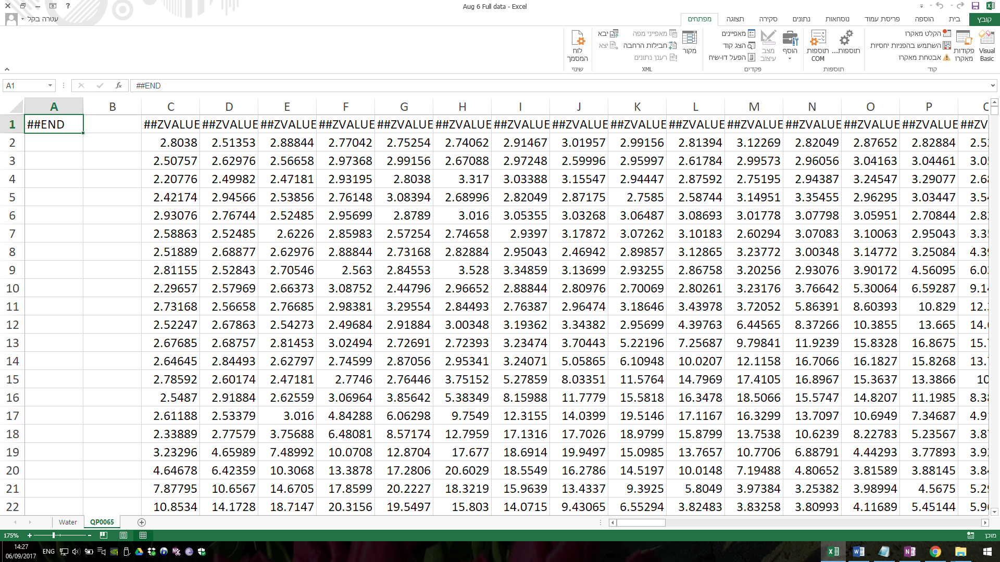 Aug 6 Full data - Excel
עטרה בקל
קובץ בית הוספה פריסת עמוד נוסחאות נתונים סקירה תצוגה מפתחים
Visual Basic
פקודות מאקרו
הקלט מאקרו
השתמש בהפניות יחסיות
אבטחת מאקרו
קוד
תוספות...
תוספות COM
תוספות
הוסף
מצב עיצוב
מאפיינים
הצג קוד
הפעל דו-שיח
פקדים
מקור
מאפייני מפה
חבילות הרחבה
רענן נתונים
יבא
יצא
XML
לוח המסמך
שינוי
A1 fx ##END
A B C D E F G H I J K L M N O P
1 ##END ##ZVALUE ##ZVALUE ##ZVALUE ##ZVALUE ##ZVALUE ##ZVALUE ##ZVALUE ##ZVALUE ##ZVALUE ##ZVALUE ##ZVALUE ##ZVALUE ##ZVALUE ##ZVALUE ##ZV
2 2.8038 2.51353 2.88844 2.77042 2.75254 2.74062 2.91467 3.01957 2.99156 2.81394 3.12269 2.82049 2.87652 2.82884
3 2.50757 2.62976 2.56658 2.97368 2.99156 2.67088 2.97248 2.59996 2.95997 2.61784 2.99573 2.96056 3.04163 3.04461
4 2.20776 2.49982 2.47181 2.93195 2.8038 3.317 3.03388 3.15547 2.94447 2.87592 2.75195 2.94387 3.24547 3.29077
5 2.42174 2.94566 2.53856 2.76148 3.08394 2.68996 2.82049 2.87175 2.7585 2.58744 3.14951 3.35455 2.96295 3.03447
6 2.93076 2.76744 2.52485 2.95699 2.8789 3.016 3.05355 3.03268 3.06487 3.08693 3.01778 3.07798 3.05951 2.70844
7 2.58863 2.52485 2.6226 2.85983 2.57254 2.74658 2.9397 3.17872 3.07262 3.10183 2.60294 3.07083 3.10063 2.95043
8 2.51889 2.68877 2.62976 2.88844 2.73168 2.82884 2.95043 2.46942 2.89857 3.12865 3.23772 3.00348 3.14772 3.25084
9 2.81155 2.52843 2.70546 2.563 2.84553 3.528 3.34859 3.13699 2.93255 2.86758 3.20256 2.93076 3.90172 4.56095
10 2.29657 2.57969 2.66373 3.08752 2.44796 2.96652 2.88844 2.80976 2.70069 2.80261 3.23176 3.76642 5.30064 6.59287
11 2.73168 2.56658 2.76685 2.98381 3.29554 2.84493 2.76387 2.96474 3.18646 3.43978 3.72052 5.86391 8.60393 10.829
12 2.52247 2.67863 2.54273 2.49684 2.91884 3.00348 3.19362 3.34382 2.95699 4.39763 6.44565 8.37266 10.3855 13.665
13 2.67685 2.68757 2.81453 3.02494 2.72691 2.72393 3.23474 3.70443 5.22196 7.25687 9.79841 11.9239 15.8328 16.8675
14 2.64645 2.84493 2.62797 2.74599 2.87056 2.95341 3.24071 5.05865 6.10948 10.0207 12.1158 16.7066 16.1827 15.8268
15 2.78592 2.60174 2.47181 2.7746 2.76446 3.75152 5.27859 8.03351 11.5764 14.7969 17.4105 16.8967 15.3637 13.3866
16 2.5487 2.91884 2.62559 3.06964 3.85642 5.38349 8.15988 11.7779 15.5818 16.3478 18.5066 15.5747 14.8207 11.1985
17 2.61188 2.53379 3.016 4.84288 6.06298 9.7549 12.3155 14.0399 19.5146 17.1167 16.3299 13.7097 10.6949 7.34687
18 2.33889 2.77579 3.75688 6.48081 8.57174 12.7959 17.1316 17.7026 18.9799 15.8799 13.7538 10.6239 8.22783 5.23567
19 3.23296 4.65989 7.48992 10.0708 12.8704 17.677 18.6914 19.9497 15.0985 13.7657 10.7706 6.88791 4.44293 3.77893
20 4.64678 6.42359 10.3068 13.3878 17.2806 20.6029 18.5549 16.2786 14.5197 10.0148 7.19488 4.80652 3.81589 3.88145
21 7.87795 10.6567 14.6705 17.8599 20.2227 18.3219 15.9639 13.4337 9.3925 5.8049 3.97384 3.25382 3.98994 4.5675
22 10.8534 14.1728 18.7147 20.3156 19.5497 15.803 14.0715 9.43065 6.55294 3.82483 3.83258 3.80993 4.11689 5.45144
Water QP0065
175% מוכן
14:27
06/09/2017
ENG